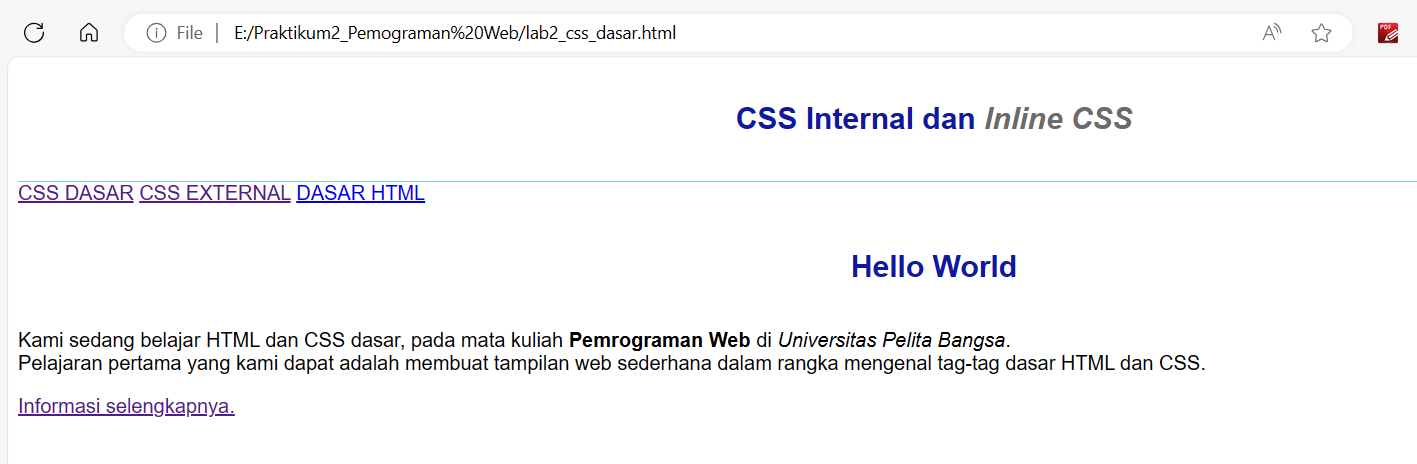 File | E:/Praktikum2_Pemograman%20Web/lab2_css_dasar.html
CSS Internal dan Inline CSS
CSS DASAR CSS EXTERNAL DASAR HTML
Hello World
Kami sedang belajar HTML dan CSS dasar, pada mata kuliah Pemrograman Web di Universitas Pelita Bangsa.
Pelajaran pertama yang kami dapat adalah membuat tampilan web sederhana dalam rangka mengenal tag-tag dasar HTML dan CSS.
Informasi selengkapnya.